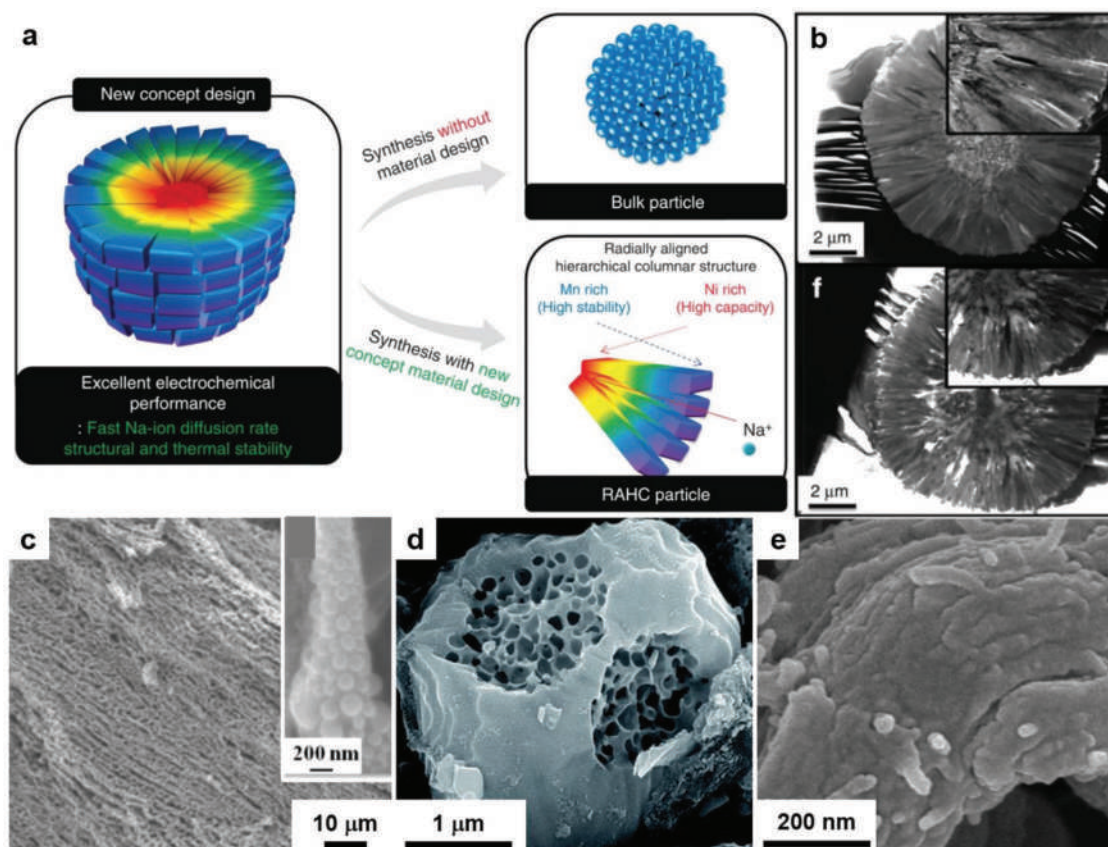 a
New concept design
Excellent electrochemical
performance
: Fast Na-ion diffusion rate
structural and thermal stability
Synthesis without
material design
Synthesis with new
concept material design
Bulk particle
Radially aligned
hierarchical columnar structure
Mn rich
(High stability)
Ni rich
(High capacity)
Na⁺
RAHC particle
b
2 μm
f
2 μm
c
200 nm
10 μm
d
1 μm
e
200 nm